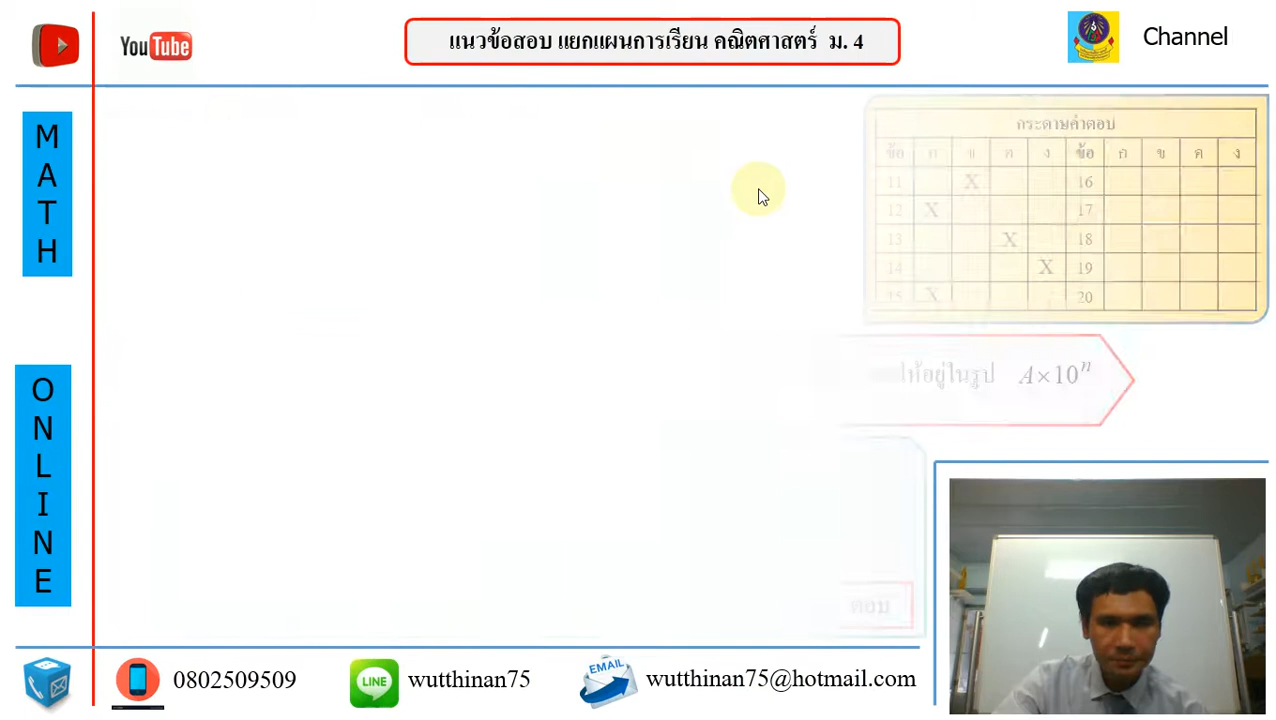 YouTube
แนวข้อสอบ แยกแผนการเรียน คณิตศาสตร์ ม. 4
Channel
MATH
ONLINE
กระดาษคำตอบ
ข้อ ก ข ค ง ข้อ ก ข ค ง
11 X 16
12 X 17
13 X 18
14 X 19
15 X 20
ให้อยู่ในรูป A×10ⁿ
ตอบ
0802509509
LINE
wutthinan75
EMAIL
wutthinan75@hotmail.com